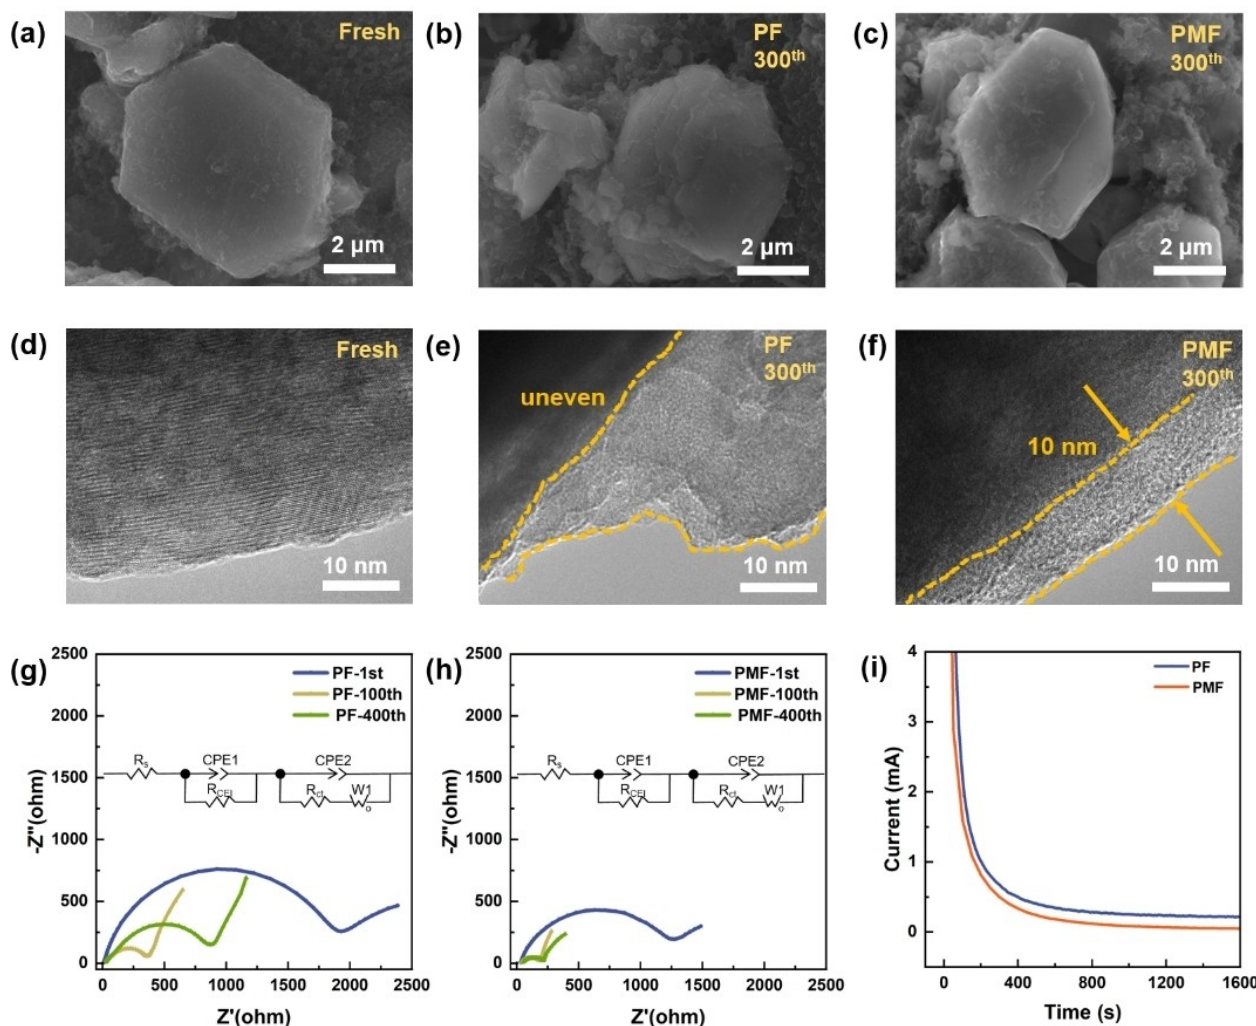 (a)
Fresh
2 μm
(b)
PF
300th
2 μm
(c)
PMF
300th
2 μm
(d)
Fresh
10 nm
(e)
PF
300th
uneven
10 nm
(f)
PMF
300th
10 nm
10 nm
(g)
2500
2000
1500
1000
500
0
-Z"(ohm)
PF-1st
PF-100th
PF-400th
Rs
CPE1
RCEI
CPE2
Rct
W1
o
0 500 1000 1500 2000 2500
Z'(ohm)
(h)
2500
2000
1500
1000
500
0
-Z"(ohm)
PMF-1st
PMF-100th
PMF-400th
Rs
CPE1
RCEI
CPE2
Rct
W1
o
0 500 1000 1500 2000 2500
Z'(ohm)
(i)
4
3
2
1
0
Current (mA)
PF
PMF
400 800 1200 1600
Time (s)